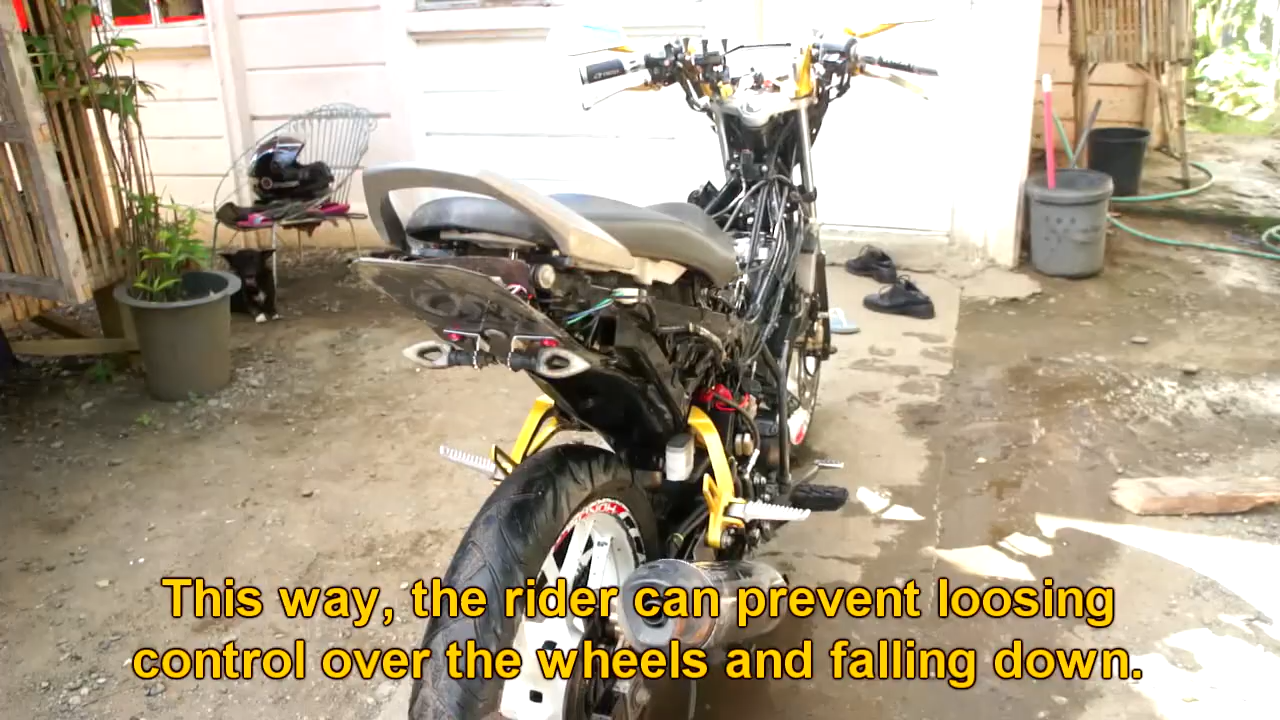 This way, the rider can prevent loosing
control over the wheels and falling down.